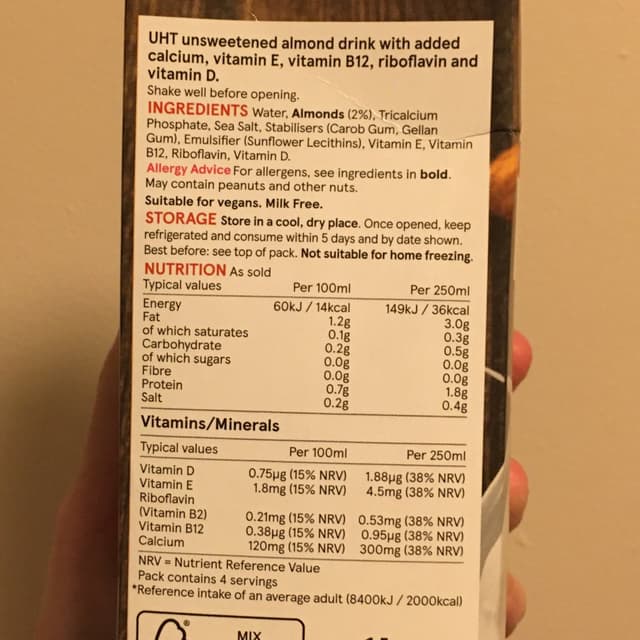 UHT unsweetened almond drink with added
calcium, vitamin E, vitamin B12, riboflavin and
vitamin D.
Shake well before opening.
INGREDIENTS Water, Almonds (2%), Tricalcium
Phosphate, Sea Salt, Stabilisers (Carob Gum, Gellan
Gum), Emulsifier (Sunflower Lecithins), Vitamin E, Vitamin
B12, Riboflavin, Vitamin D.
Allergy Advice For allergens, see ingredients in bold.
May contain peanuts and other nuts.
Suitable for vegans. Milk Free.
STORAGE Store in a cool, dry place. Once opened, keep
refrigerated and consume within 5 days and by date shown.
Best before: see top of pack. Not suitable for home freezing.
NUTRITION As sold
Typical values Per 100ml Per 250ml
Energy 60kJ / 14kcal 149kJ / 36kcal
Fat 1.2g 3.0g
of which saturates 0.1g 0.3g
Carbohydrate 0.2g 0.5g
of which sugars 0.0g 0.0g
Fibre 0.0g 0.0g
Protein 0.7g 1.8g
Salt 0.2g 0.4g
Vitamins/Minerals
Typical values Per 100ml Per 250ml
Vitamin D 0.75µg (15% NRV) 1.88µg (38% NRV)
Vitamin E 1.8mg (15% NRV) 4.5mg (38% NRV)
Riboflavin
(Vitamin B2) 0.21mg (15% NRV) 0.53mg (38% NRV)
Vitamin B12 0.38µg (15% NRV) 0.95µg (38% NRV)
Calcium 120mg (15% NRV) 300mg (38% NRV)
NRV = Nutrient Reference Value
Pack contains 4 servings
*Reference intake of an average adult (8400kJ / 2000kcal)
® MIX